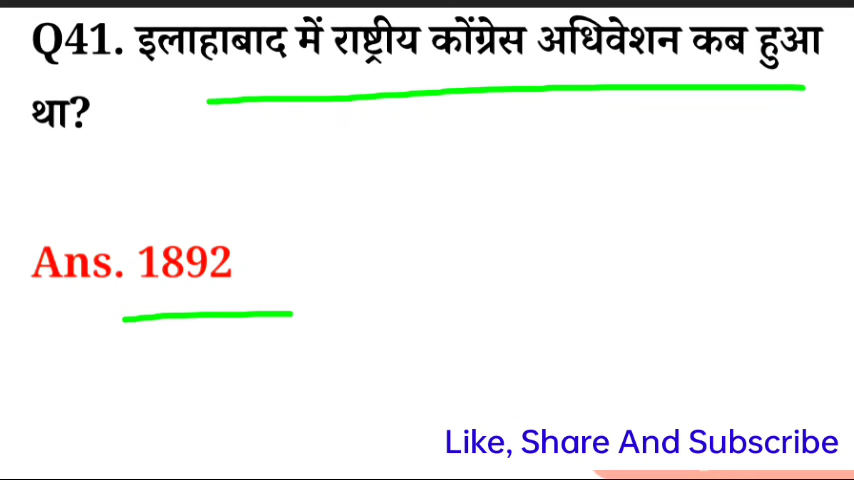 Q41. इलाहाबाद में राष्ट्रीय कोंग्रेस अधिवेशन कब हुआ
था?
Ans. 1892
Like, Share And Subscribe